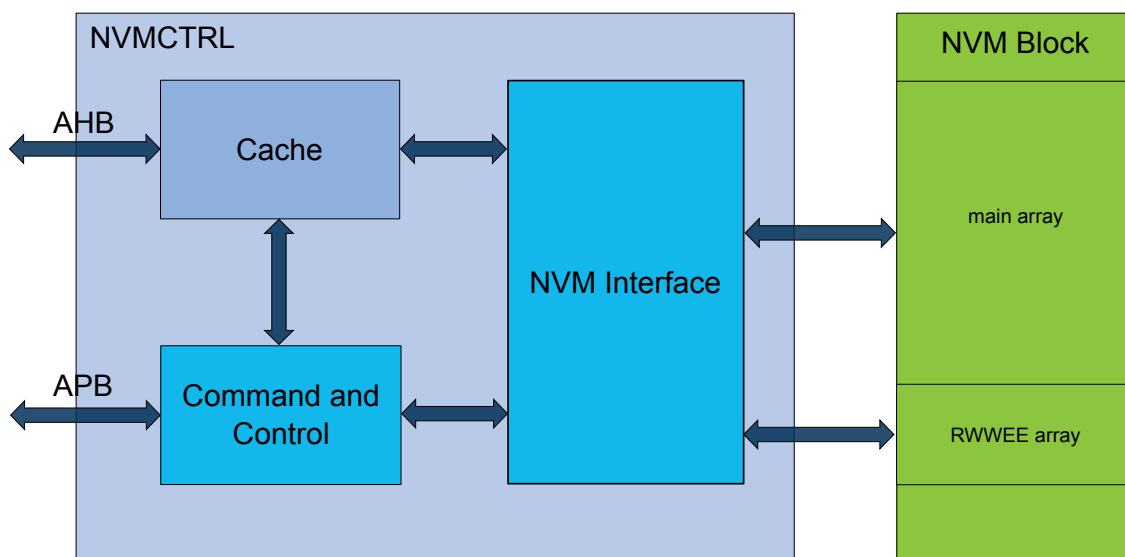 NVMCTRL
NVM Block
AHB
Cache
main array
NVM Interface
APB
Command and
Control
RWWEE array